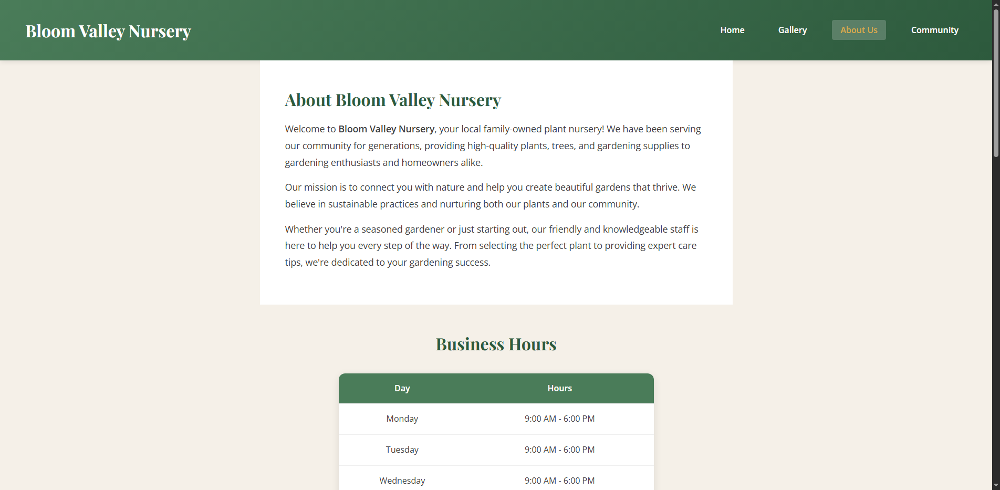 Bloom Valley Nursery
Home Gallery About Us Community
About Bloom Valley Nursery
Welcome to Bloom Valley Nursery, your local family-owned plant nursery! We have been serving
our community for generations, providing high-quality plants, trees, and gardening supplies to
gardening enthusiasts and homeowners alike.
Our mission is to connect you with nature and help you create beautiful gardens that thrive. We
believe in sustainable practices and nurturing both our plants and our community.
Whether you're a seasoned gardener or just starting out, our friendly and knowledgeable staff is
here to help you every step of the way. From selecting the perfect plant to providing expert care
tips, we're dedicated to your gardening success.
Business Hours
Day Hours
Monday 9:00 AM - 6:00 PM
Tuesday 9:00 AM - 6:00 PM
Wednesday 9:00 AM - 6:00 PM